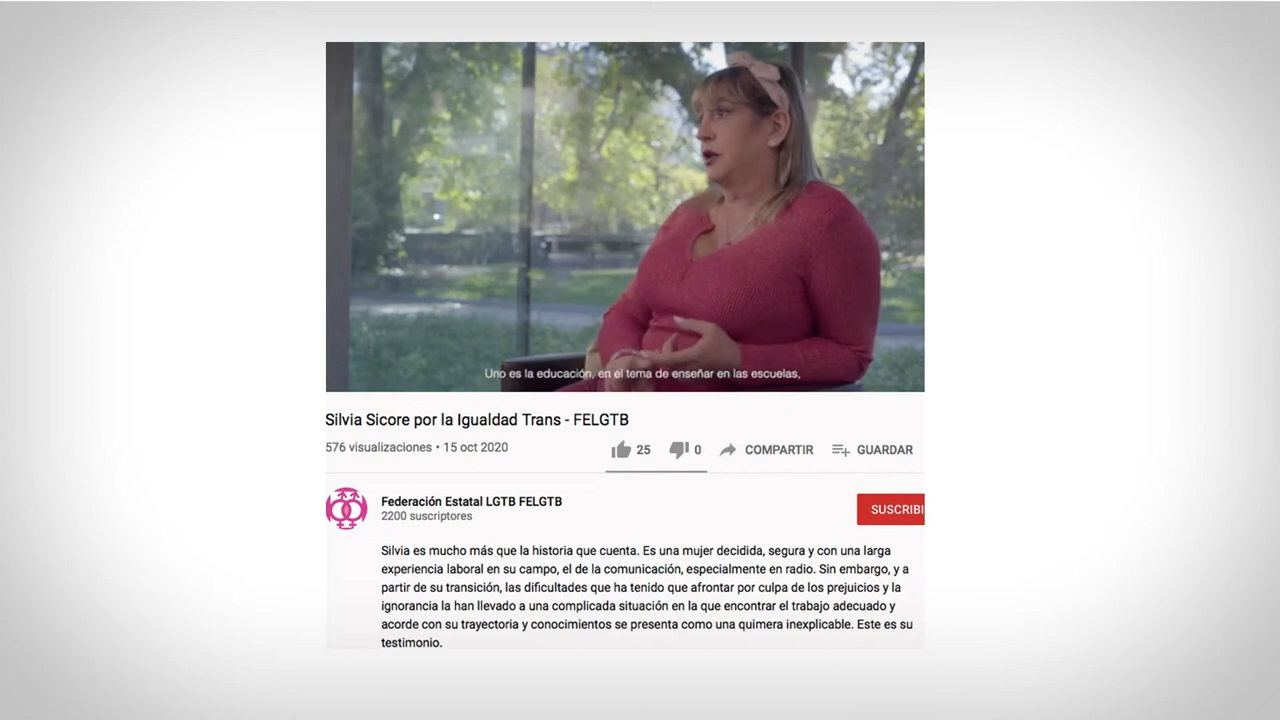 Uno es la educación, en el tema de enseñar en las escuelas,
Silvia Sicore por la Igualdad Trans - FELGTB
576 visualizaciones • 15 oct 2020
25
0
COMPARTIR
GUARDAR
Federación Estatal LGTB FELGTB
2200 suscriptores
SUSCRIBI
Silvia es mucho más que la historia que cuenta. Es una mujer decidida, segura y con una larga
experiencia laboral en su campo, el de la comunicación, especialmente en radio. Sin embargo, y a
partir de su transición, las dificultades que ha tenido que afrontar por culpa de los prejuicios y la
ignorancia la han llevado a una complicada situación en la que encontrar el trabajo adecuado y
acorde con su trayectoria y conocimientos se presenta como una quimera inexplicable. Este es su
testimonio.